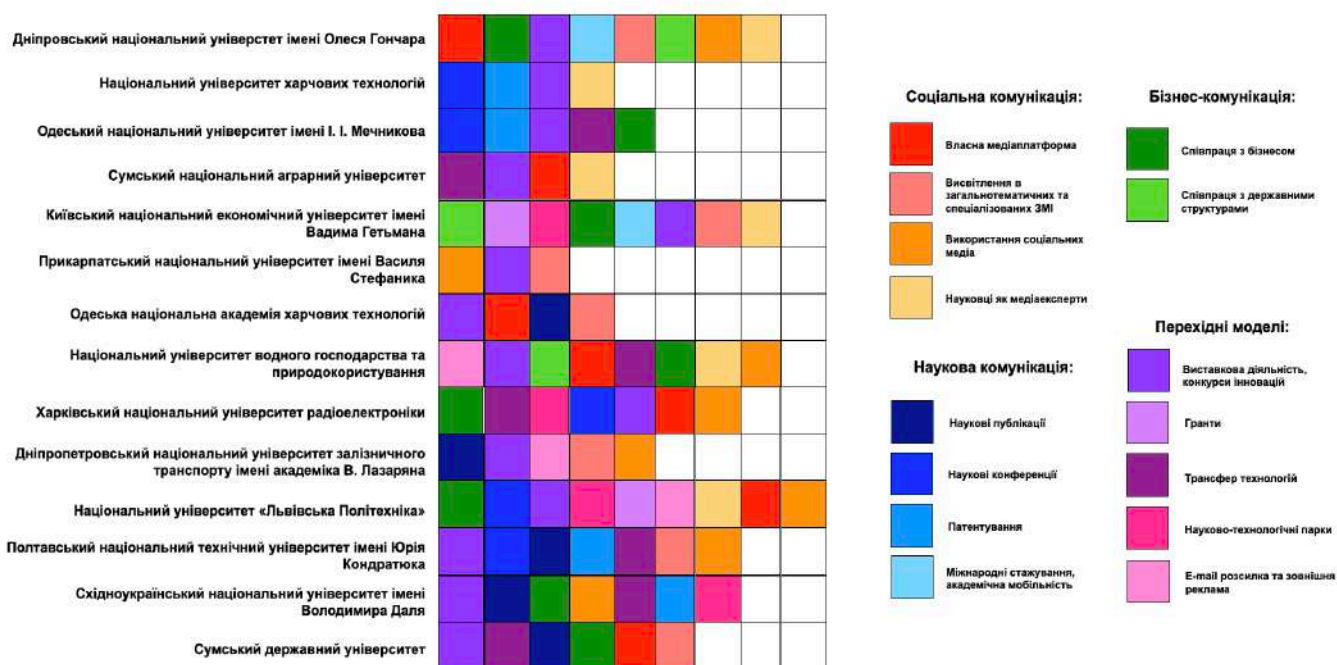 Дніпровський національний універстет імені Олеся Гончара
Національний університет харчових технологій
Одеський національний університет імені І. І. Мечникова
Сумський національний аграрний університет
Київський національний економічний університет імені
Вадима Гетьмана
Прикарпатський національний університет імені Василя
Стефаника
Одеська національна академія харчових технологій
Національний університет водного господарства та
природокористування
Харківський національний університет радіоелектроніки
Дніпропетровський національний університет залізничного
транспорту імені академіка В. Лазаряна
Національний університет «Львівська Політехніка»
Полтавський національний технічний університет імені Юрія
Кондратюка
Східноукраїнський національний університет імені
Володимира Даля
Сумський державний університет
Соціальна комунікація:
Власна медіаплатформа
Висвітлення в
загальнотематичних та
спеціалізованих ЗМІ
Використання соціальних
медіа
Науковці як медіаексперти
Наукова комунікація:
Наукові публікації
Наукові конференції
Патентування
Міжнародні стажування,
академічна мобільність
Бізнес-комунікація:
Співпраця з бізнесом
Співпраця з державними
структурами
Перехідні моделі:
Виставкова діяльність,
конкурси інновацій
Гранти
Трансфер технологій
Науково-технологічні парки
E-mail розсилка та зовнішня
реклама